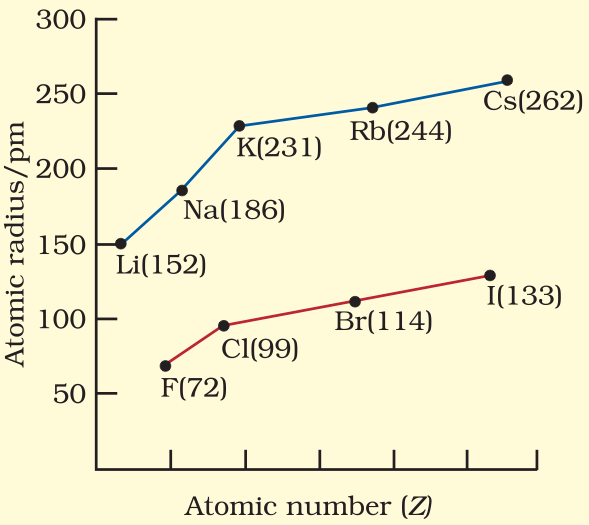 300
250
200
150
100
50
Atomic radius/pm
Cs(262)
Rb(244)
K(231)
Na(186)
Li(152)
I(133)
Br(114)
Cl(99)
F(72)
Atomic number (Z)